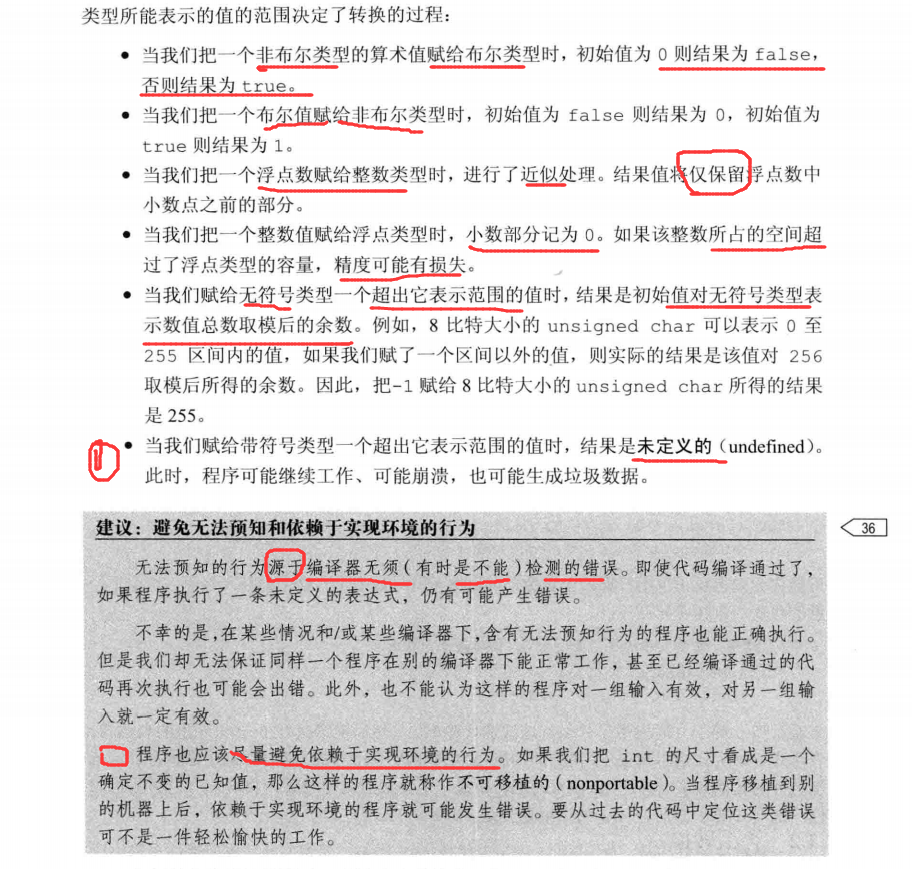 类型所能表示的值的范围决定了转换的过程：
• 当我们把一个非布尔类型的算术值赋给布尔类型时，初始值为 0 则结果为 false，
否则结果为 true。
• 当我们把一个布尔值赋给非布尔类型时，初始值为 false 则结果为 0，初始值为
true 则结果为 1。
• 当我们把一个浮点数赋给整数类型时，进行了近似处理。结果值将仅保留浮点数中
小数点之前的部分。
• 当我们把一个整数值赋给浮点类型时，小数部分记为 0。如果该整数所占的空间超
过了浮点类型的容量，精度可能有损失。
• 当我们赋给无符号类型一个超出它表示范围的值时，结果是初始值对无符号类型表
示数值总数取模后的余数。例如，8 比特大小的 unsigned char 可以表示 0 至
255 区间内的值，如果我们赋了一个区间以外的值，则实际的结果是该值对 256
取模后所得的余数。因此，把-1 赋给 8 比特大小的 unsigned char 所得的结果
是 255。
• 当我们赋给带符号类型一个超出它表示范围的值时，结果是未定义的（undefined）。
此时，程序可能继续工作、可能崩溃，也可能生成垃圾数据。
建议：避免无法预知和依赖于实现环境的行为
36
无法预知的行为源于编译器无须（有时是不能）检测的错误。即使代码编译通过了，
如果程序执行了一条未定义的表达式，仍有可能产生错误。
不幸的是，在某些情况和/或某些编译器下，含有无法预知行为的程序也能正确执行。
但是我们却无法保证同样一个程序在别的编译器下能正常工作，甚至已经编译通过的代
码再次执行也可能会出错。此外，也不能认为这样的程序对一组输入有效，对另一组输
入就一定有效。
程序也应该尽量避免依赖于实现环境的行为。如果我们把 int 的尺寸看成是一个
确定不变的已知值，那么这样的程序就称作不可移植的（nonportable）。当程序移植到别
的机器上后，依赖于实现环境的程序就可能发生错误。要从过去的代码中定位这类错误
可不是一件轻松愉快的工作。